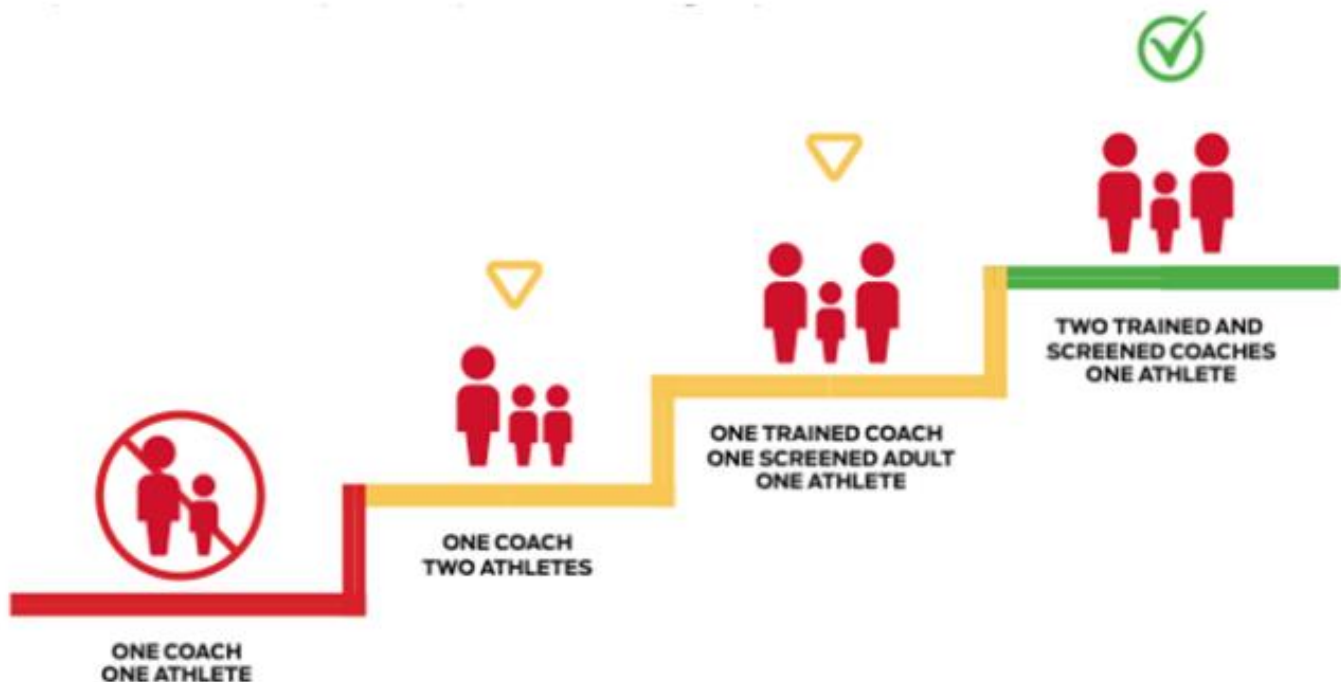 ONE COACH
ONE ATHLETE
ONE COACH
TWO ATHLETES
ONE TRAINED COACH
ONE SCREENED ADULT
ONE ATHLETE
TWO TRAINED AND
SCREENED COACHES
ONE ATHLETE